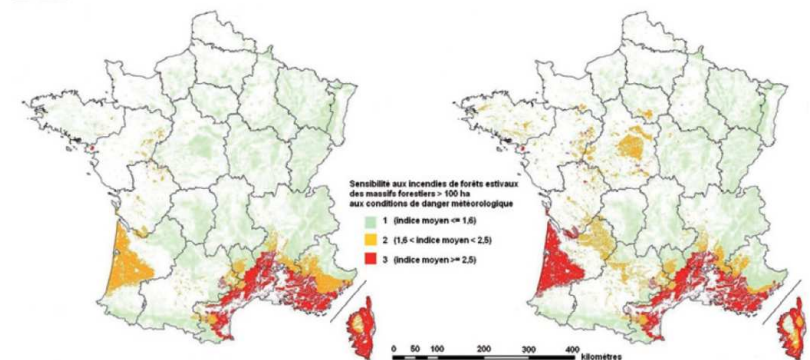 Sensibilité aux incendies de forêts estivaux
des massifs forestiers > 100 ha
aux conditions de danger météorologique
1 (indice moyen <= 1,6)
2 (1,6 < indice moyen < 2,5)
3 (indice moyen >= 2,5)
0 50 100 200 300 400
kilomètres